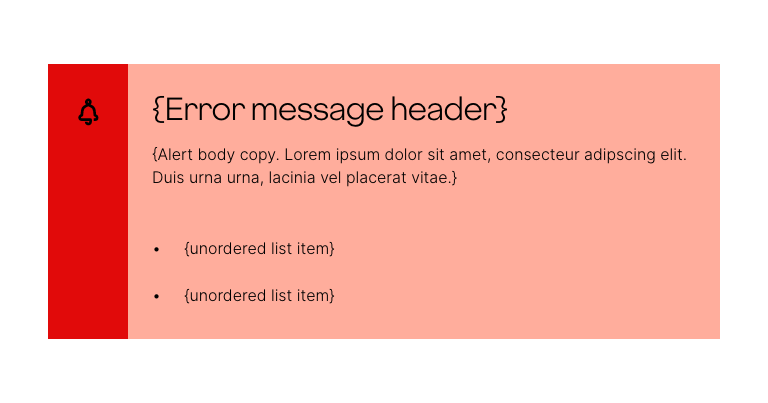 {Error message header}
{Alert body copy. Lorem ipsum dolor sit amet, consecteur adipscing elit.
Duis urna urna, lacinia vel placerat vitae.}
• {unordered list item}
• {unordered list item}